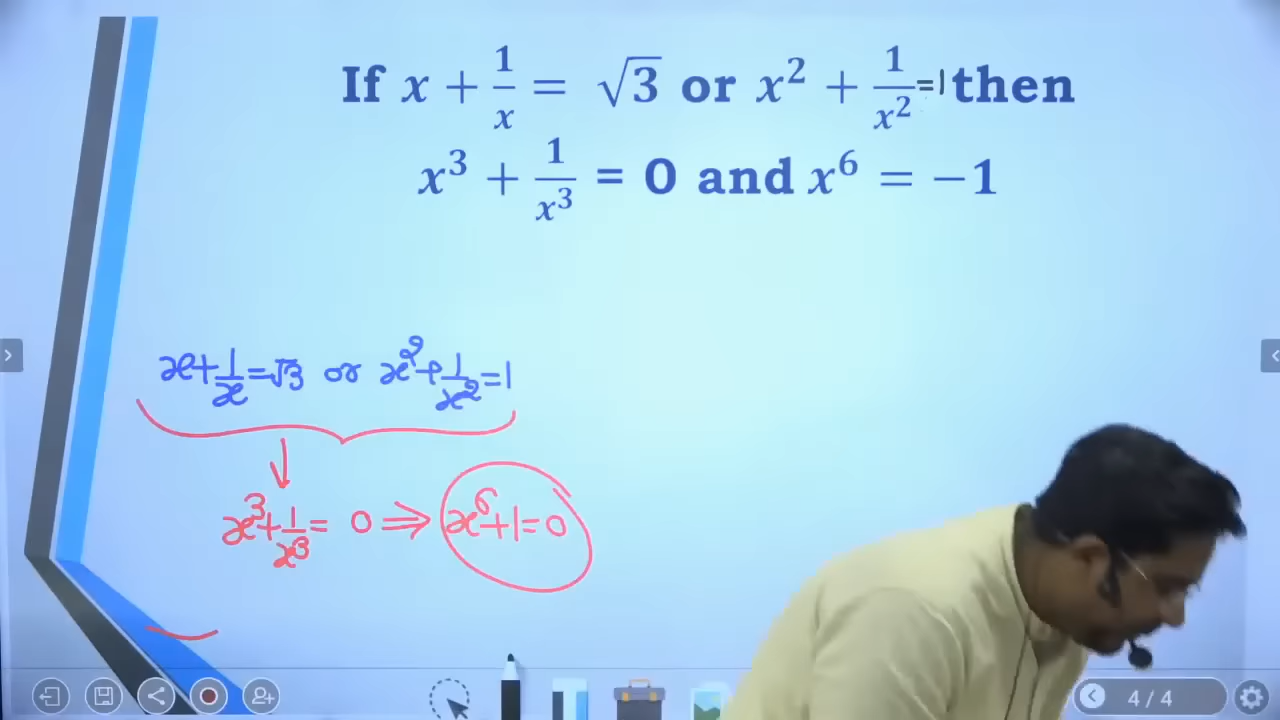 If x + 1/x = √3 or x² + 1/x² =1 then
x³ + 1/x³ = 0 and x⁶ = −1
x+1/x=√3 or x²+1/x²=1
x³+1/x³= 0 ⇒ x⁶+1=0
4 / 4